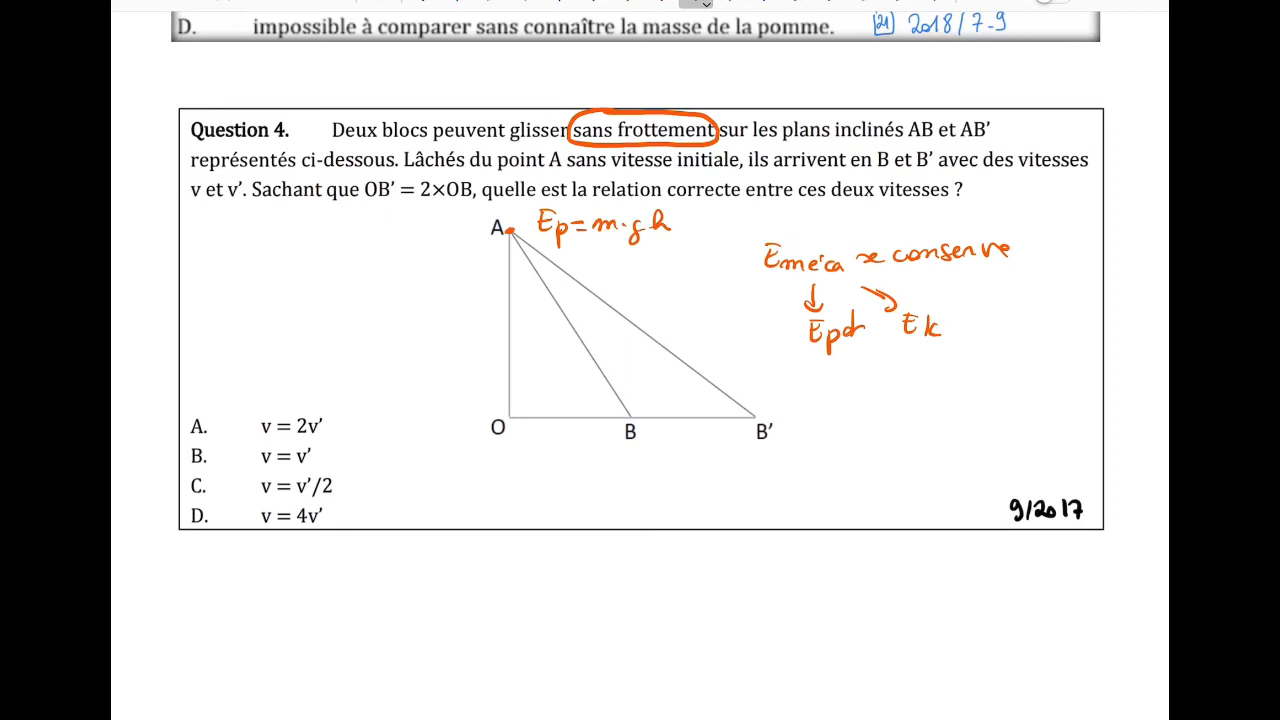 D. impossible à comparer sans connaître la masse de la pomme. [21] 2018/7-9
Question 4. Deux blocs peuvent glisser sans frottement sur les plans inclinés AB et AB’
représentés ci-dessous. Lâchés du point A sans vitesse initiale, ils arrivent en B et B’ avec des vitesses
v et v’. Sachant que OB’ = 2×OB, quelle est la relation correcte entre ces deux vitesses ?
A Ep = m.gh
Eméca se conserve
Epot Ek
O B B’
A. v = 2v’
B. v = v’
C. v = v’/2
D. v = 4v’
9/2017